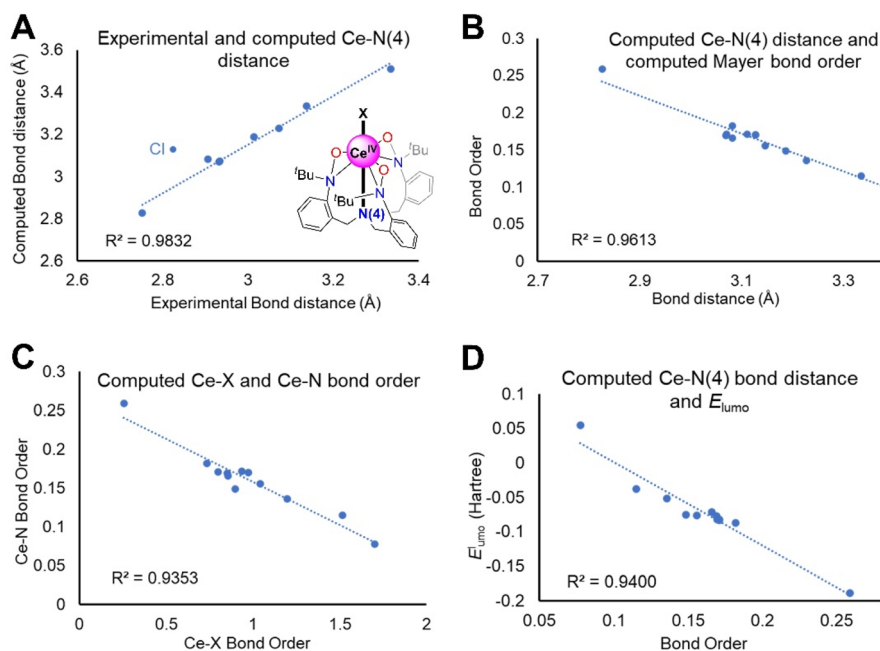 A
Experimental and computed Ce-N(4)
distance
Computed Bond distance (Å)
3.6
3.4
3.2
3
2.8
2.6
Cl
X
Ce^IV
O
O
O
N
N
N
^tBu
^tBu
^tBu
N(4)
R² = 0.9832
2.6
2.8
3
3.2
3.4
Experimental Bond distance (Å)
B
Computed Ce-N(4) distance and
computed Mayer bond order
Bond Order
0.3
0.25
0.2
0.15
0.1
0.05
0
R² = 0.9613
2.7
2.9
3.1
3.3
Bond distance (Å)
C
Computed Ce-X and Ce-N bond order
Ce-N Bond Order
0.3
0.25
0.2
0.15
0.1
0.05
0
R² = 0.9353
0
0.5
1
1.5
2
Ce-X Bond Order
D
Computed Ce-N(4) bond distance
and E_lumo
E_lumo (Hartree)
0.1
0.05
0
-0.05
-0.1
-0.15
-0.2
R² = 0.9400
0.05
0.1
0.15
0.2
0.25
Bond Order